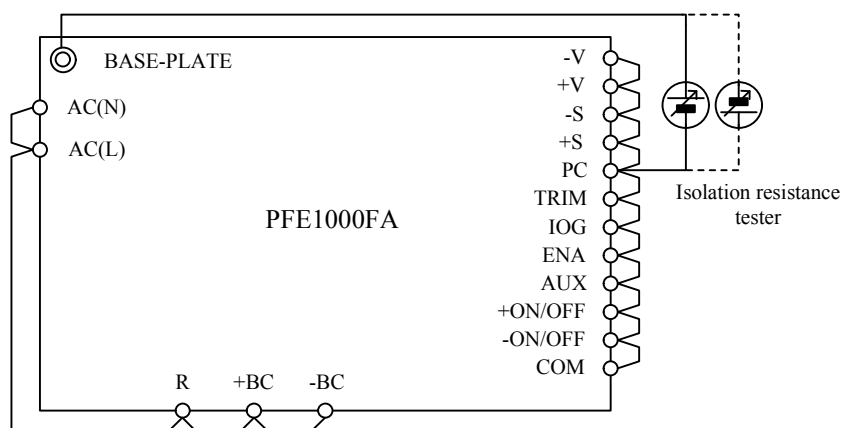 BASE-PLATE
AC(N)
AC(L)
PFE1000FA
R
+BC
-BC
-V
+V
-S
+S
PC
TRIM
IOG
ENA
AUX
+ON/OFF
-ON/OFF
COM
Isolation resistance
tester